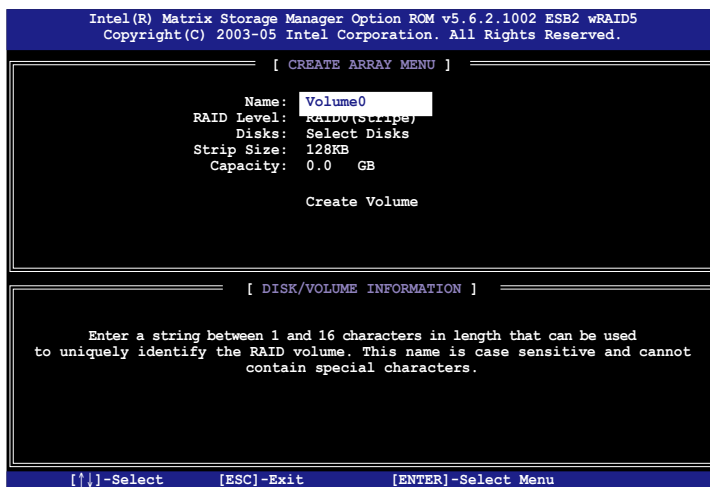 Intel(R) Matrix Storage Manager Option ROM v5.6.2.1002 ESB2 wRAID5
Copyright(C) 2003-05 Intel Corporation. All Rights Reserved.
[ CREATE ARRAY MENU ]
Name: Volume0
RAID Level: RAID0(Stripe)
Disks: Select Disks
Strip Size: 128KB
Capacity: 0.0 GB
Create Volume
[ DISK/VOLUME INFORMATION ]
Enter a string between 1 and 16 characters in length that can be used
to uniquely identify the RAID volume. This name is case sensitive and cannot
contain special characters.
[↑↓]-Select [ESC]-Exit [ENTER]-Select Menu